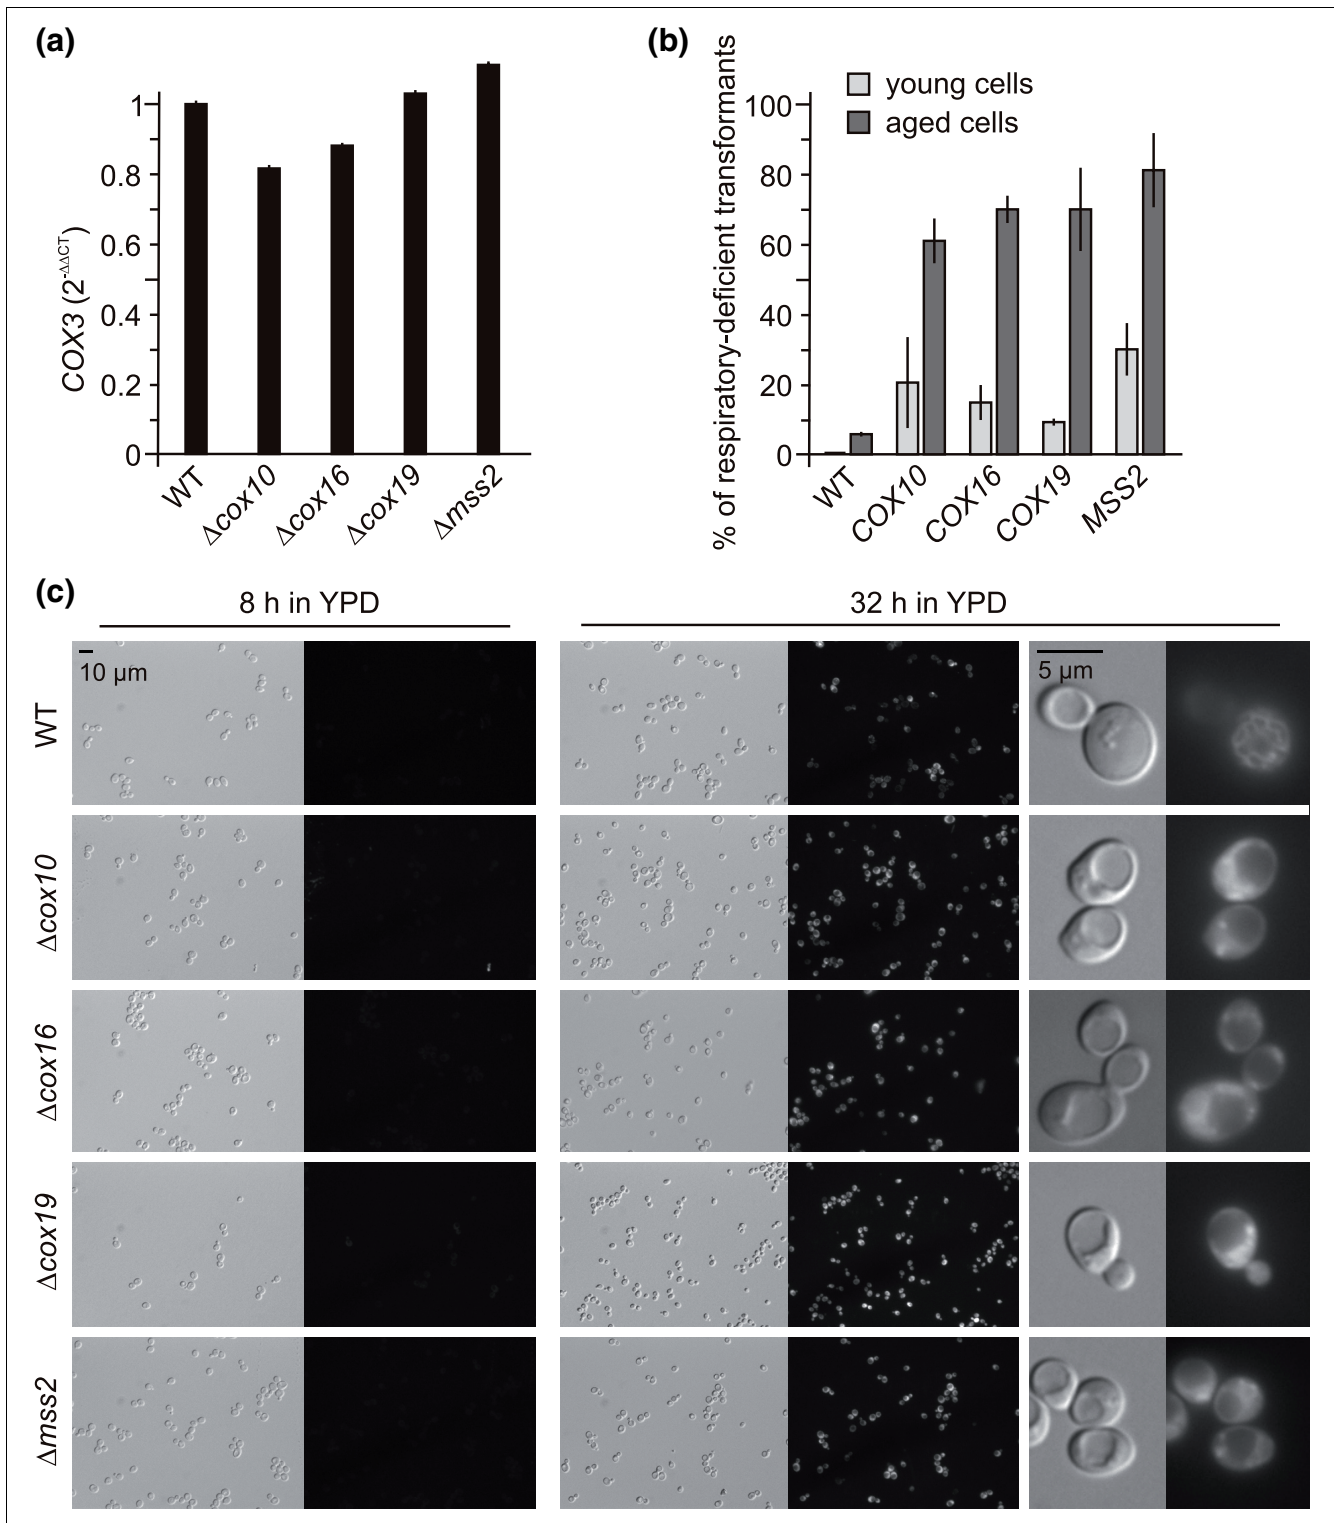 (a)
COX3 (2-ΔΔCT)
1
0.8
0.6
0.4
0.2
0
WT
Δcox10
Δcox16
Δcox19
Δmss2
(b)
% of respiratory-deficient transformants
young cells
aged cells
100
80
60
40
20
0
WT
COX10
COX16
COX19
MSS2
(c)
8 h in YPD
32 h in YPD
WT
10 µm
5 µm
Δcox10
Δcox16
Δcox19
Δmss2